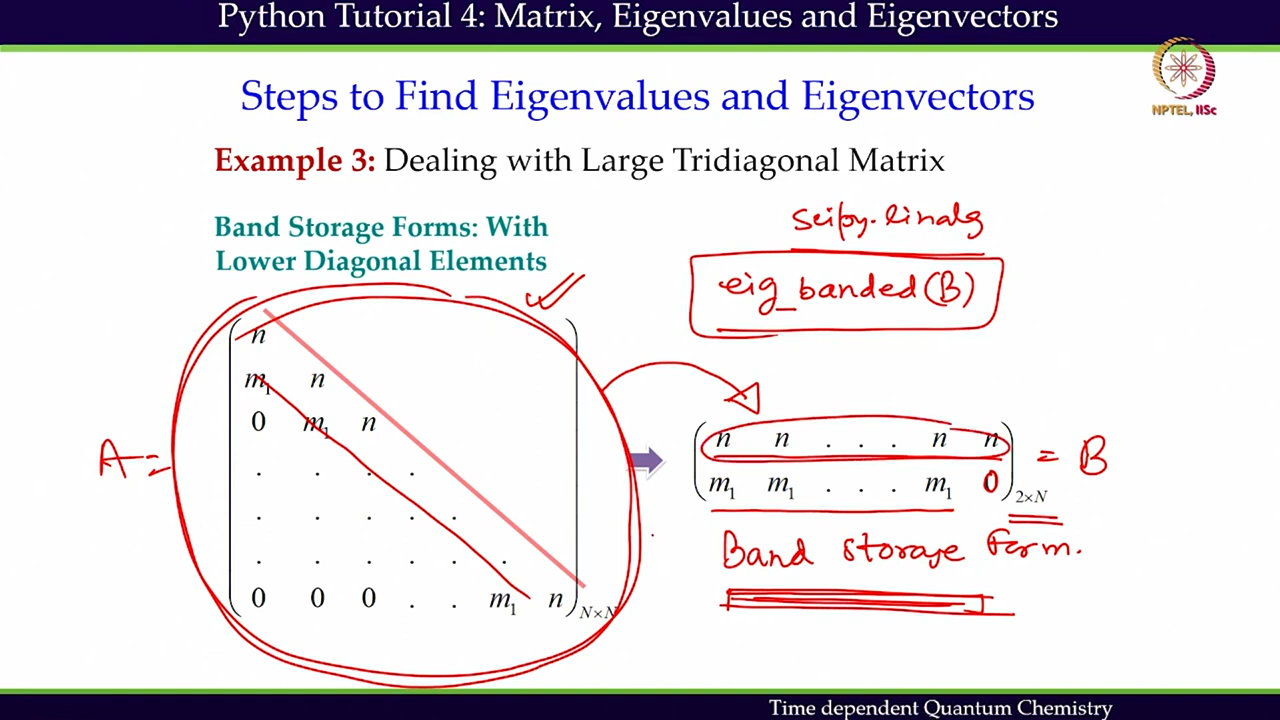 Python Tutorial 4: Matrix, Eigenvalues and Eigenvectors
NPTEL, IISc
Steps to Find Eigenvalues and Eigenvectors
Example 3: Dealing with Large Tridiagonal Matrix
Band Storage Forms: With
Lower Diagonal Elements
scipy.linalg
eig_banded(B)
A =
n
m₁ n
0 m₁ n
. . . .
. . . . .
. . . . . .
0 0 0 . . m₁ n
N×N
n n . . . n n
m₁ m₁ . . . m₁ 0
2×N
= B
Band storage form.
Time dependent Quantum Chemistry